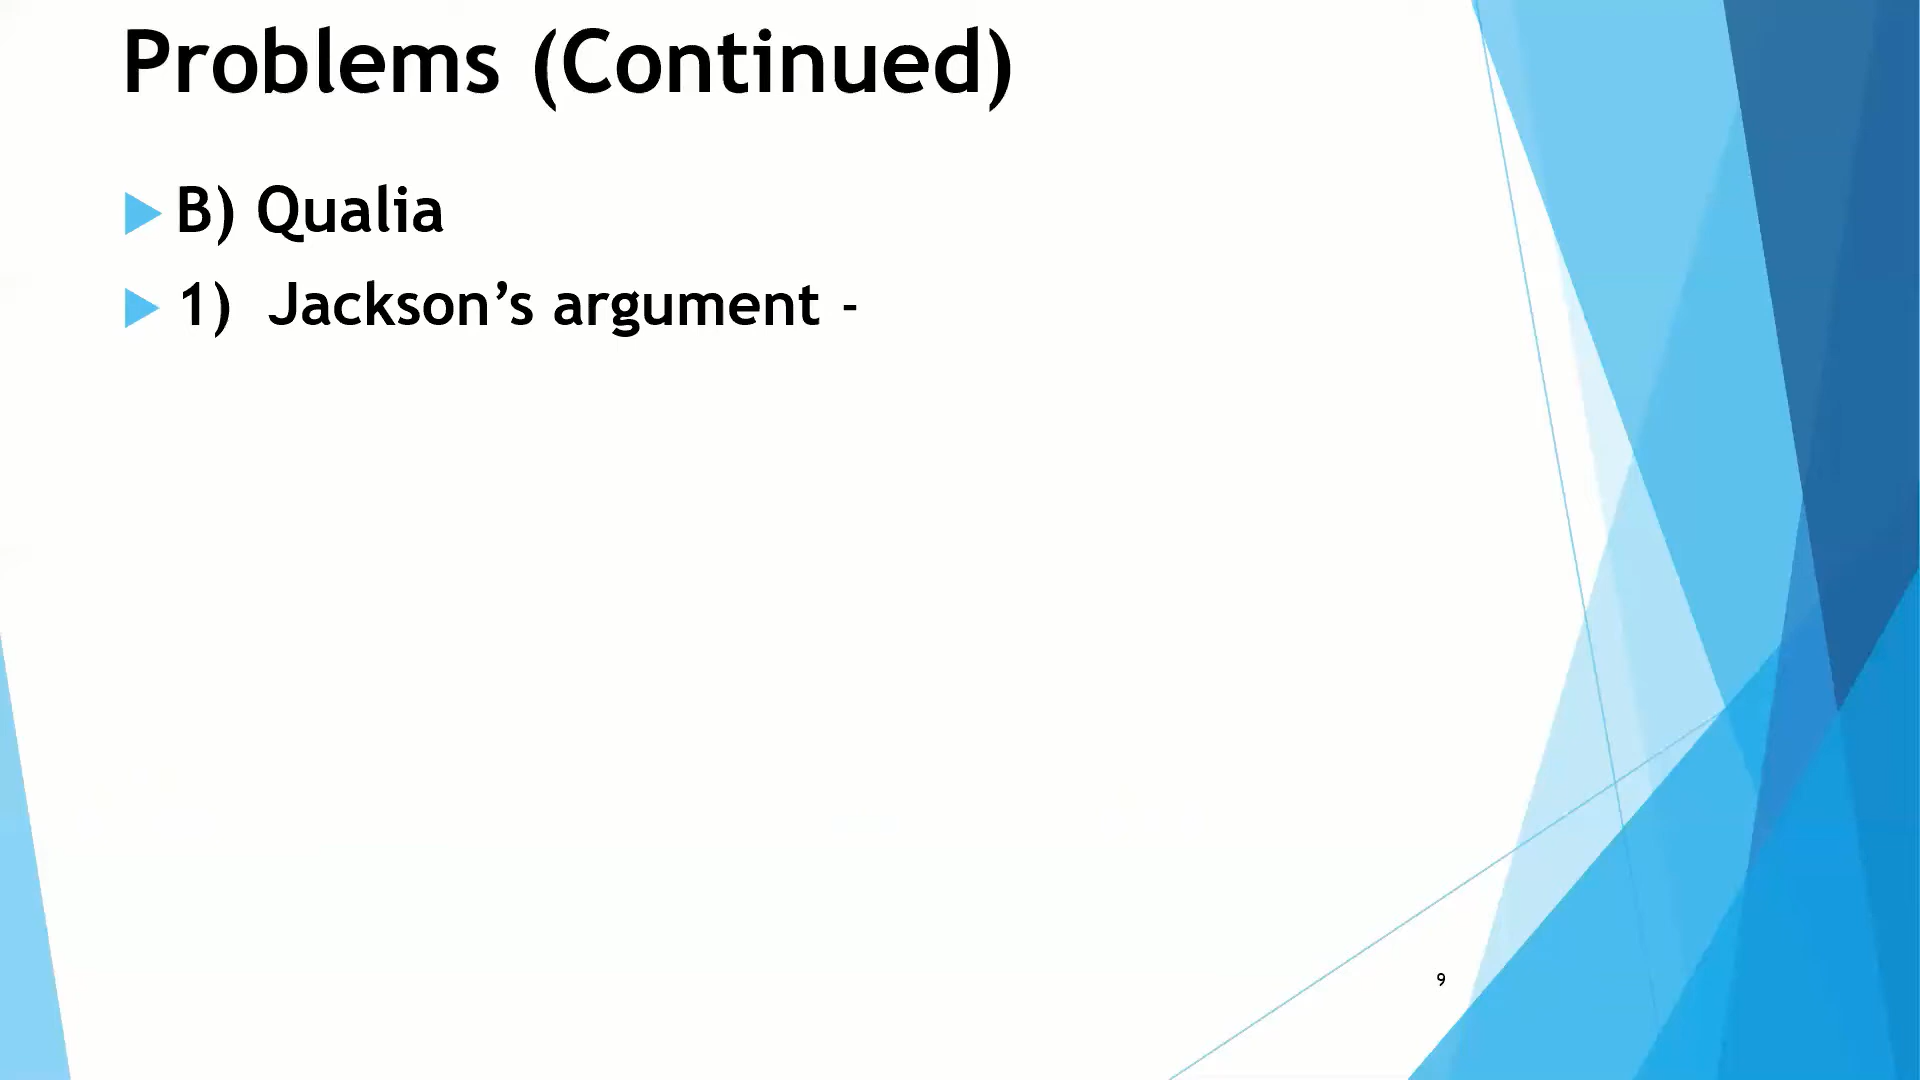 Problems (Continued)
B) Qualia
1) Jackson’s argument -
9